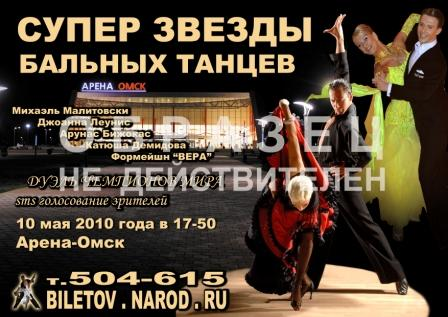 СУПЕР ЗВЕЗДЫ
БАЛЬНЫХ ТАНЦЕВ
АРЕНА ОМСК
Михаэль Малитовски
Джоанна Леунис
Арунас Бижокас
Катюша Демидова
Формейшн "ВЕРА"
ОБРАЗЕЦ
НЕДЕЙСТВИТЕЛЕН
ДУЭЛЬ ЧЕМПИОНОВ МИРА
sms голосование зрителей
10 мая 2010 года в 17-50
Арена-Омск
т.504-615
BILETOV . NAROD . RU